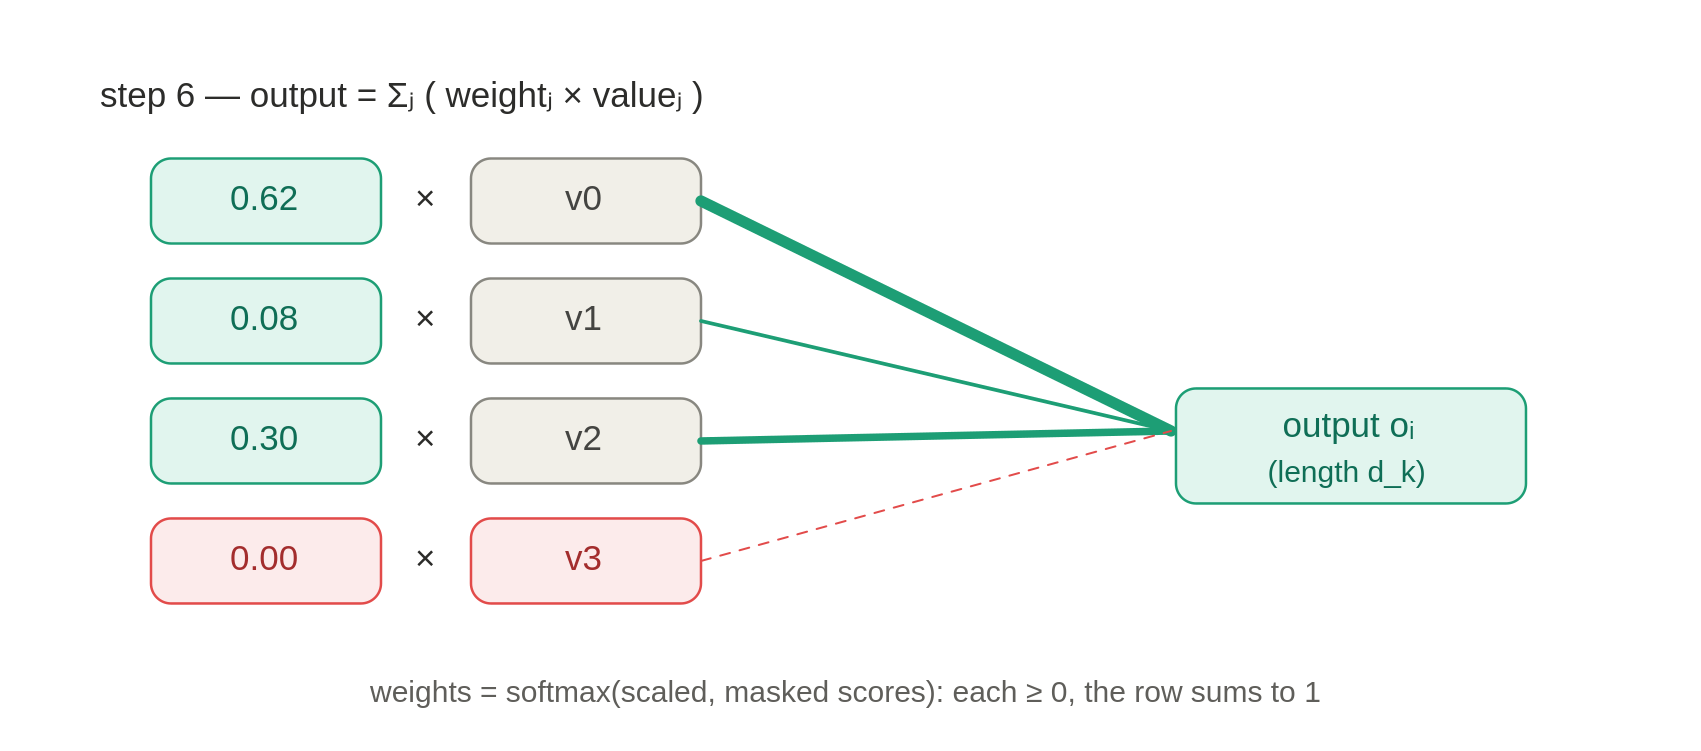 step 6 — output = Σⱼ ( weightⱼ × valueⱼ )
0.62 × v0
0.08 × v1
0.30 × v2
output oᵢ
(length d_k)
0.00 × v3
weights = softmax(scaled, masked scores): each ≥ 0, the row sums to 1